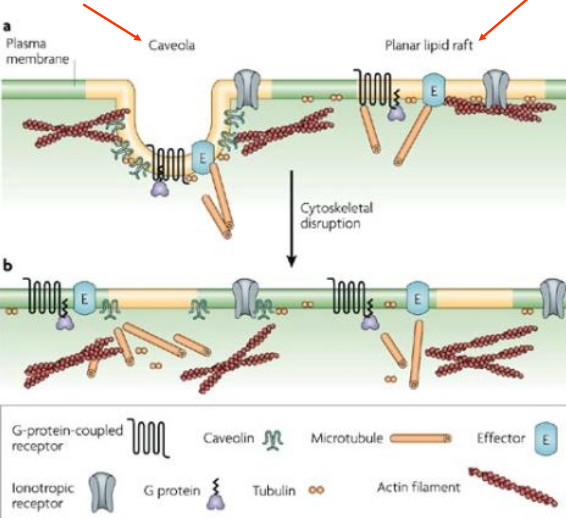 a
Plasma
membrane
Caveola
Planar lipid raft
E
E
Cytoskeletal
disruption
b
E
E
G-protein-coupled
receptor
Caveolin
Microtubule
Effector
E
Ionotropic
receptor
G protein
Tubulin
Actin filament